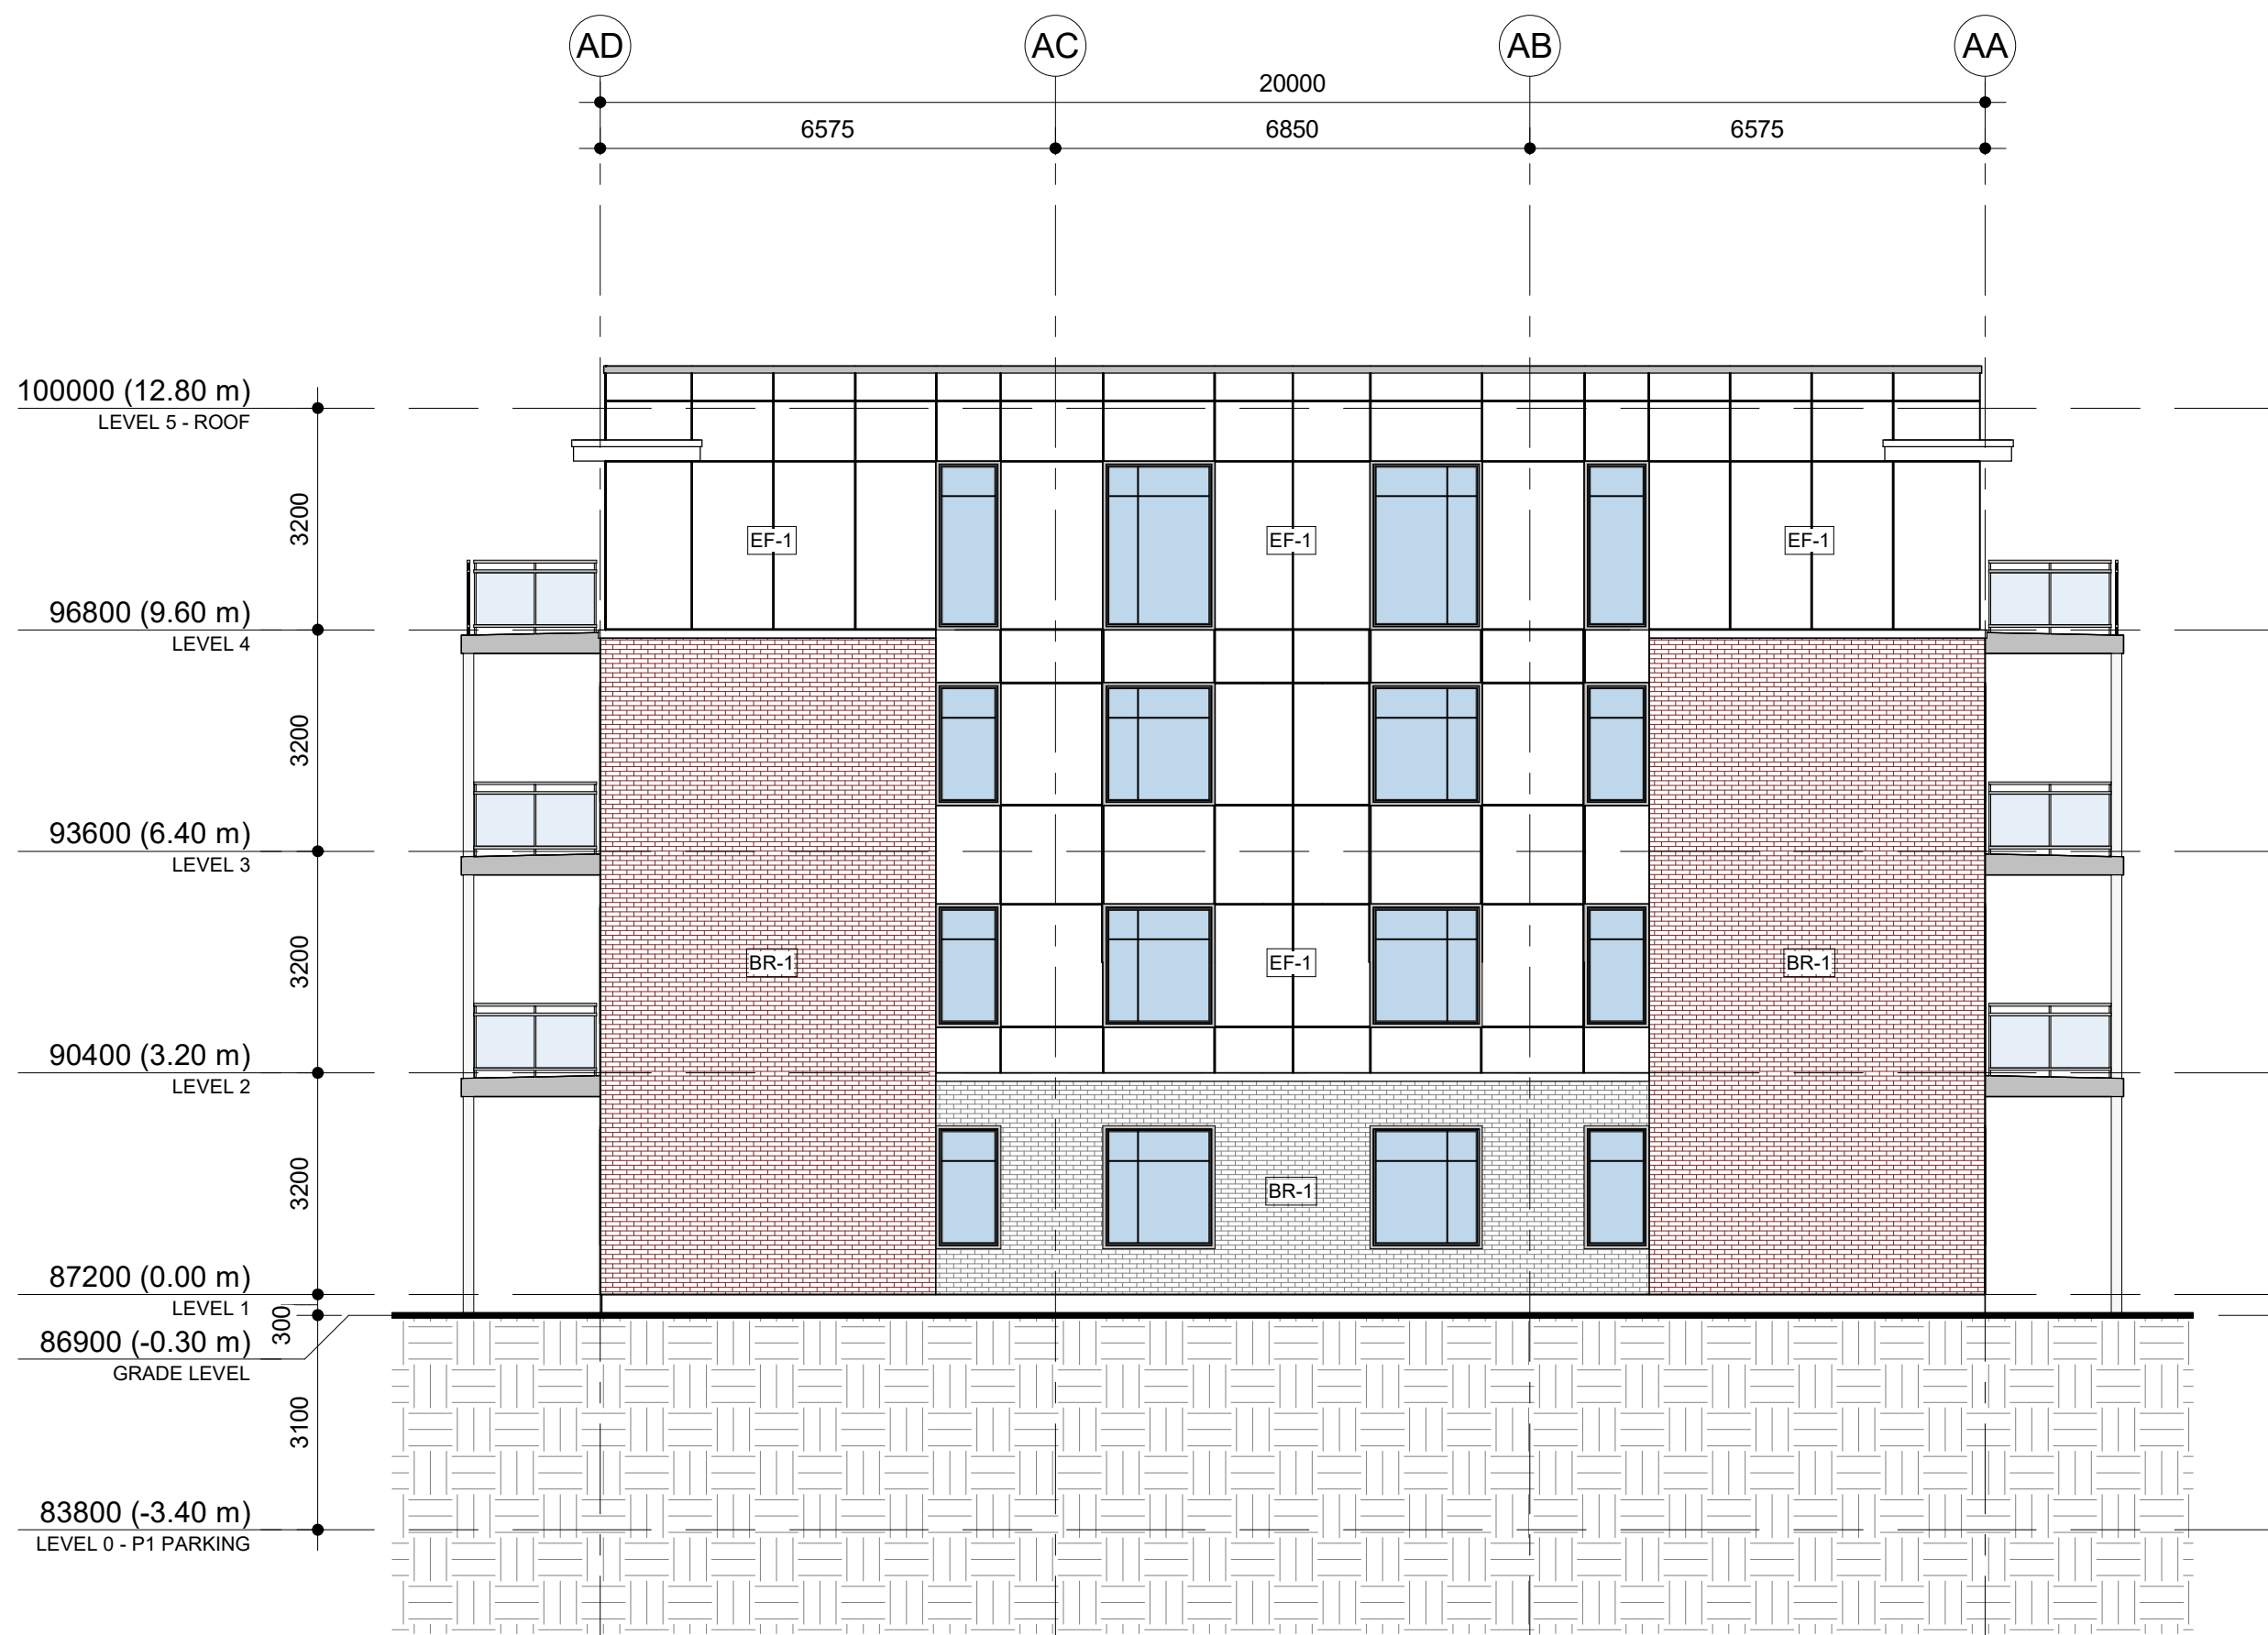 AD
AC
AB
AA
20000
6575
6850
6575
100000 (12.80 m)
LEVEL 5 - ROOF
3200
EF-1
EF-1
EF-1
96800 (9.60 m)
LEVEL 4
3200
93600 (6.40 m)
LEVEL 3
3200
BR-1
EF-1
BR-1
90400 (3.20 m)
LEVEL 2
3200
BR-1
87200 (0.00 m)
LEVEL 1
300
86900 (-0.30 m)
GRADE LEVEL
3100
83800 (-3.40 m)
LEVEL 0 - P1 PARKING